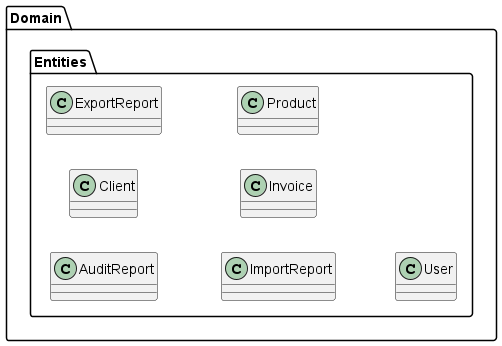 Domain
Entities
C ExportReport
C Product
C Client
C Invoice
C AuditReport
C ImportReport
C User